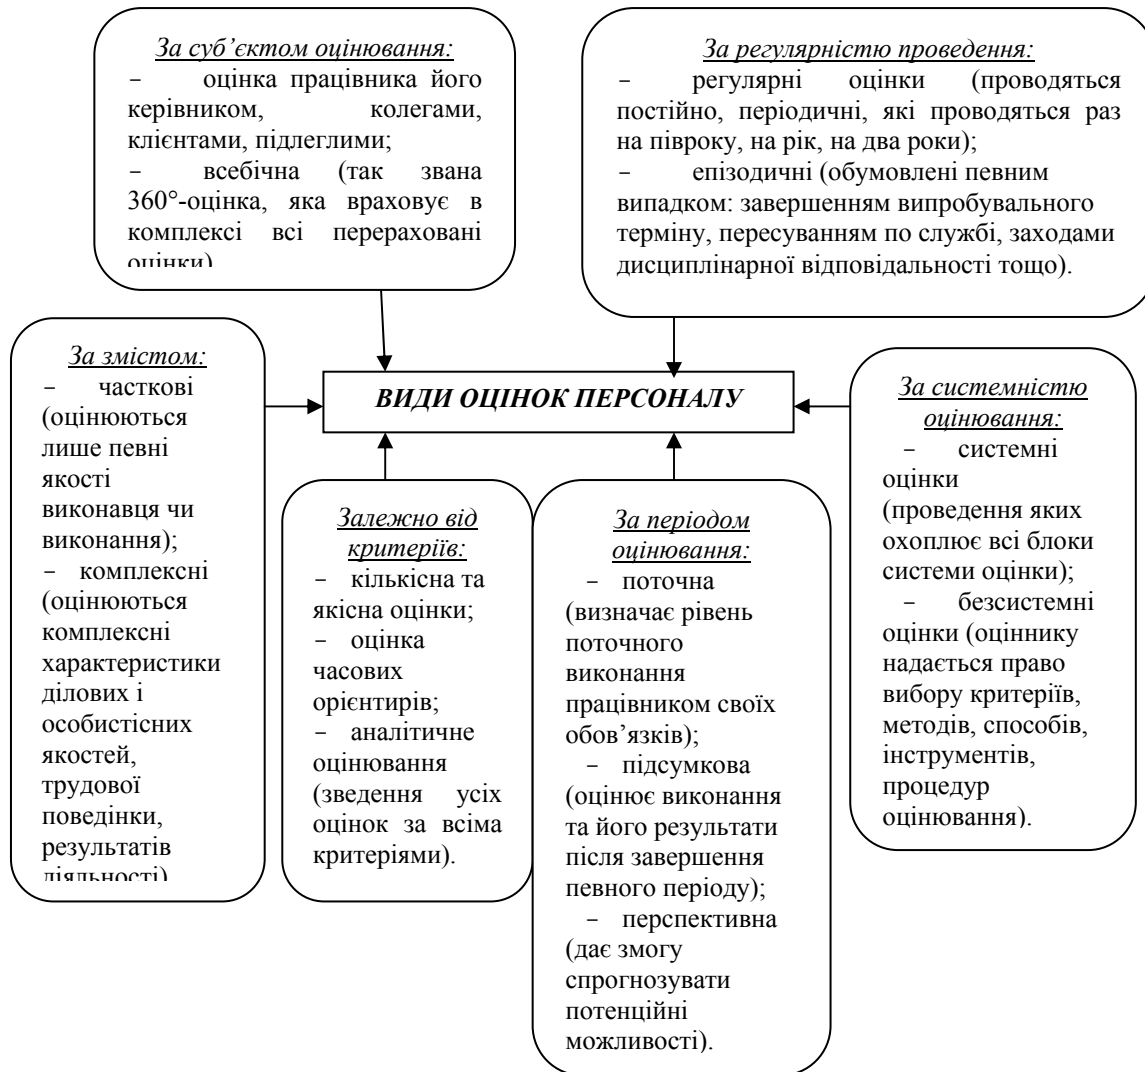 За суб’єктом оцінювання:
– оцінка працівника його
керівником, колегами,
клієнтами, підлеглими;
– всебічна (так звана
360°-оцінка, яка враховує в
комплексі всі перераховані
оцінки)
За регулярністю проведення:
– регулярні оцінки (проводяться
постійно, періодичні, які проводяться раз
на півроку, на рік, на два роки);
– епізодичні (обумовлені певним
випадком: завершенням випробувального
терміну, пересуванням по службі, заходами
дисциплінарної відповідальності тощо).
ВИДИ ОЦІНОК ПЕРСОНАЛУ
За змістом:
– часткові
(оцінюються
лише певні
якості
виконавця чи
виконання);
– комплексні
(оцінюються
комплексні
характеристики
ділових і
особистісних
якостей,
трудової
поведінки,
результатів
діяльності)
Залежно від
критеріїв:
– кількісна та
якісна оцінки;
– оцінка
часових
орієнтирів;
– аналітичне
оцінювання
(зведення усіх
оцінок за всіма
критеріями).
За періодом
оцінювання:
– поточна
(визначає рівень
поточного
виконання
працівником своїх
обов’язків);
– підсумкова
(оцінює виконання
та його результати
після завершення
певного періоду);
– перспективна
(дає змогу
спрогнозувати
потенційні
можливості).
За системністю
оцінювання:
– системні
оцінки
(проведення яких
охоплює всі блоки
системи оцінки);
– безсистемні
оцінки (оціннику
надається право
вибору критеріїв,
методів, способів,
інструментів,
процедур
оцінювання).